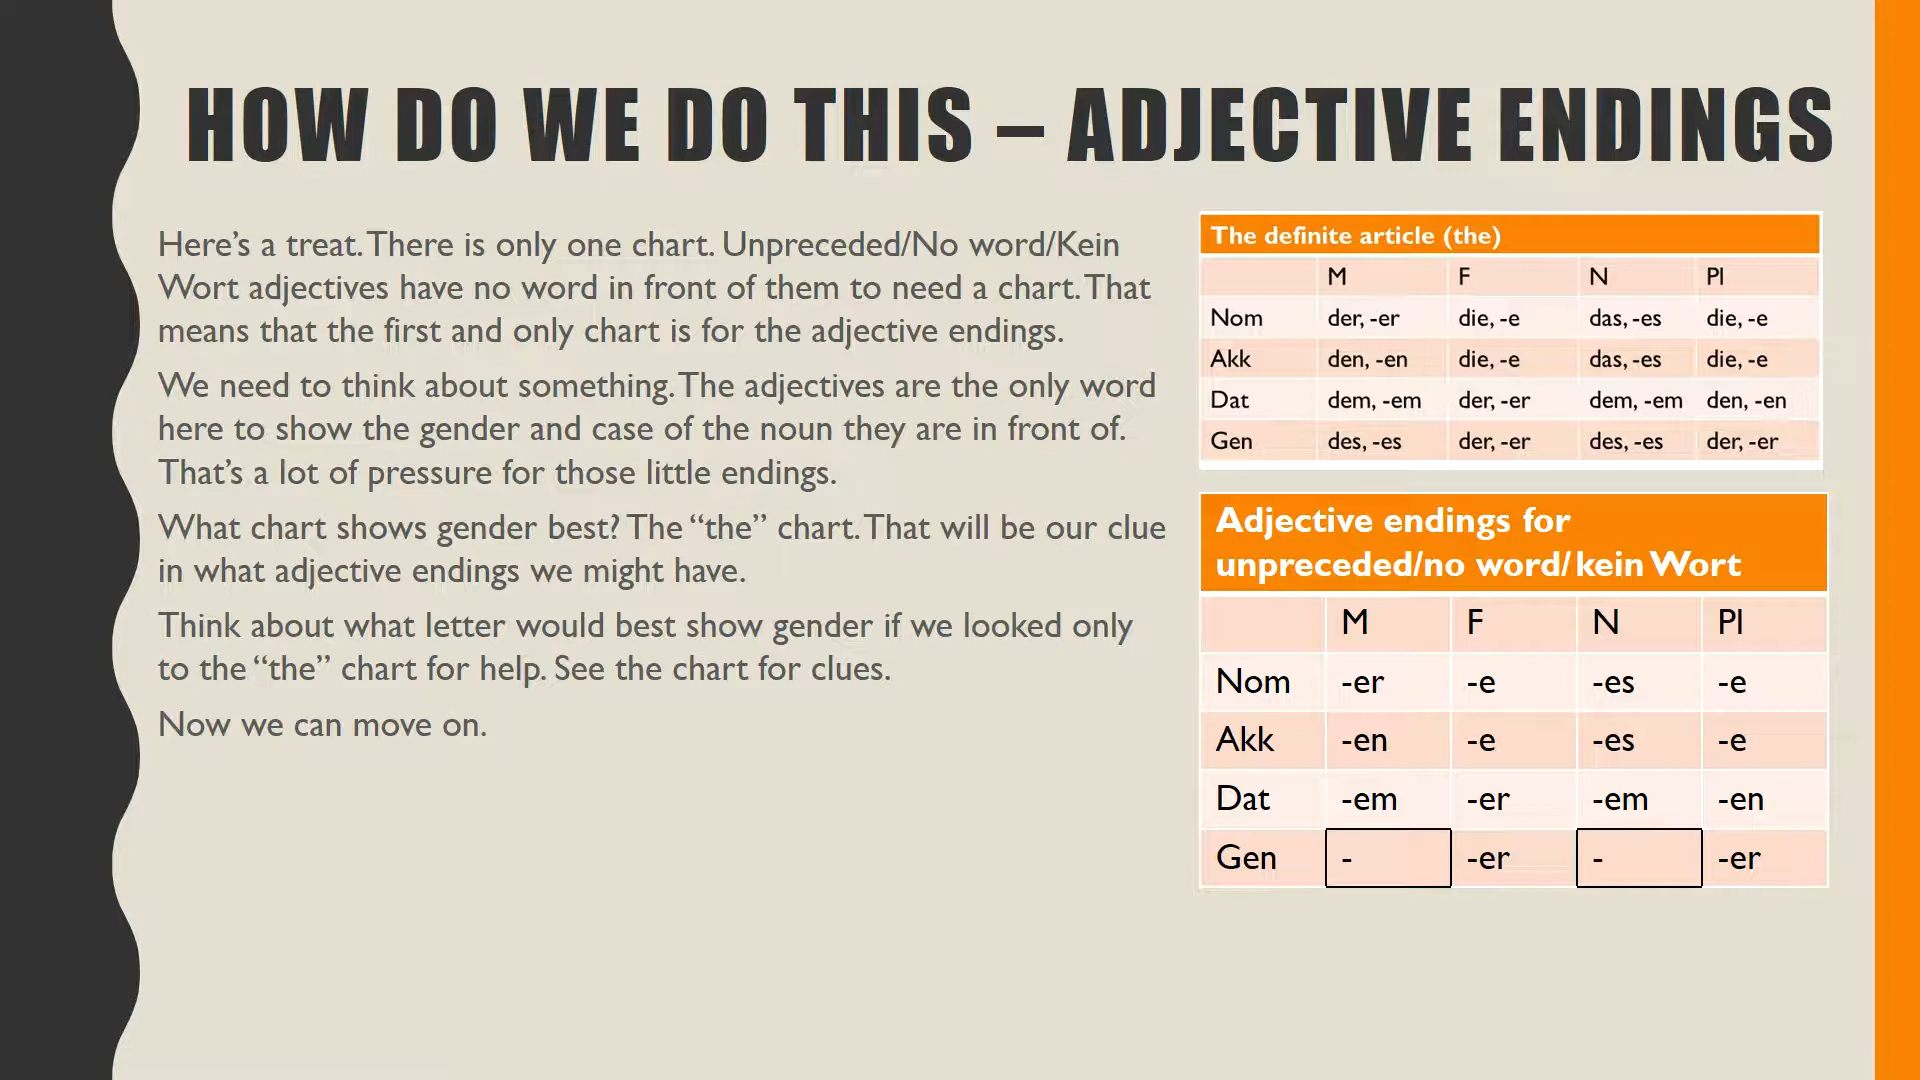 HOW DO WE DO THIS – ADJECTIVE ENDINGS
Here’s a treat. There is only one chart. Unpreceded/No word/Kein
Wort adjectives have no word in front of them to need a chart. That
means that the first and only chart is for the adjective endings.
We need to think about something. The adjectives are the only word
here to show the gender and case of the noun they are in front of.
That’s a lot of pressure for those little endings.
What chart shows gender best? The “the” chart. That will be our clue
in what adjective endings we might have.
Think about what letter would best show gender if we looked only
to the “the” chart for help. See the chart for clues.
Now we can move on.
The definite article (the)
M F N Pl
Nom der, -er die, -e das, -es die, -e
Akk den, -en die, -e das, -es die, -e
Dat dem, -em der, -er dem, -em den, -en
Gen des, -es der, -er des, -es der, -er
Adjective endings for
unpreceded/no word/kein Wort
M F N Pl
Nom -er -e -es -e
Akk -en -e -es -e
Dat -em -er -em -en
Gen - -er - -er